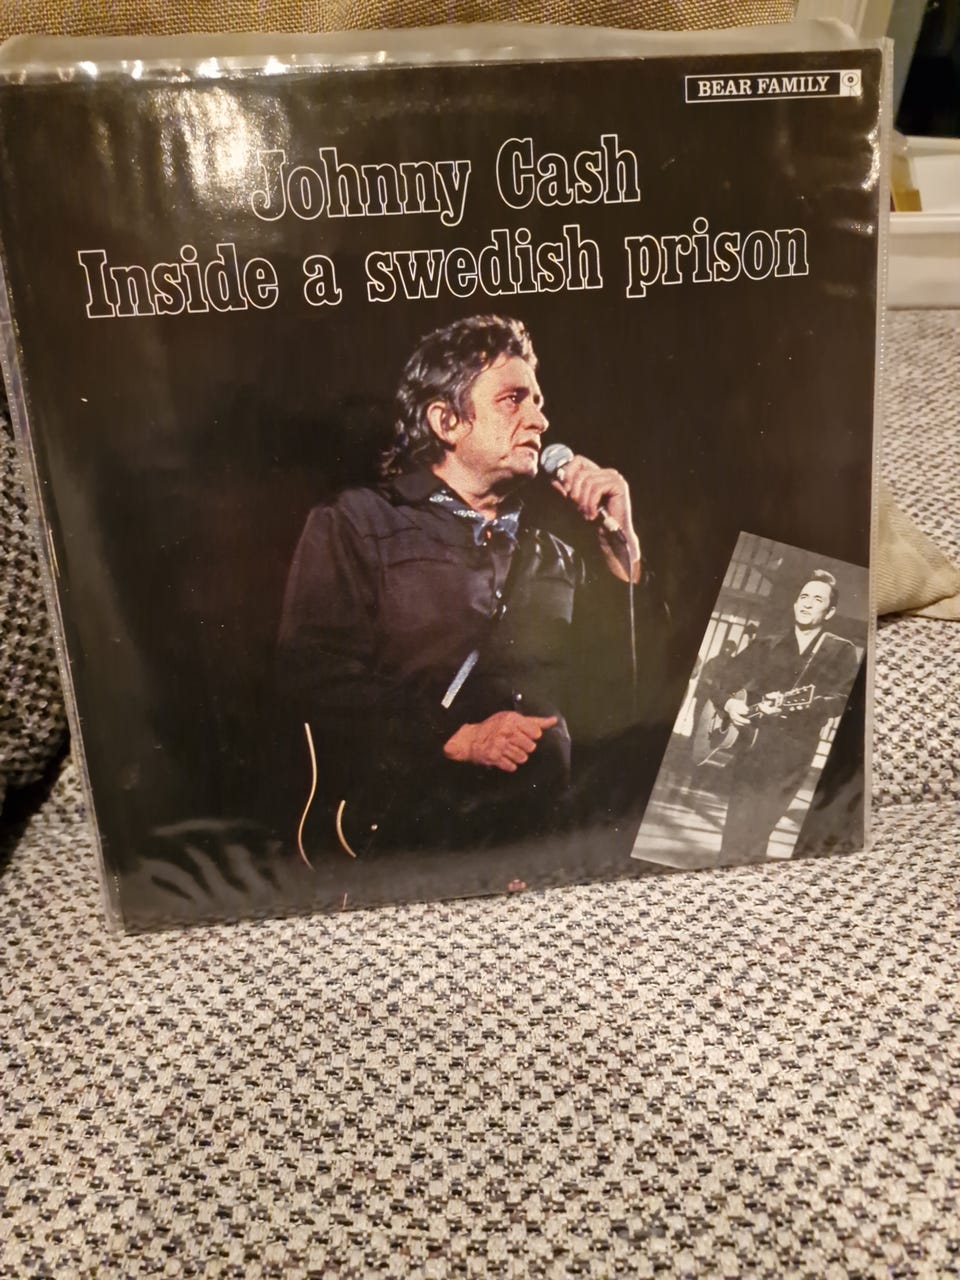 BEAR FAMILY
Johnny Cash
Inside a swedish prison